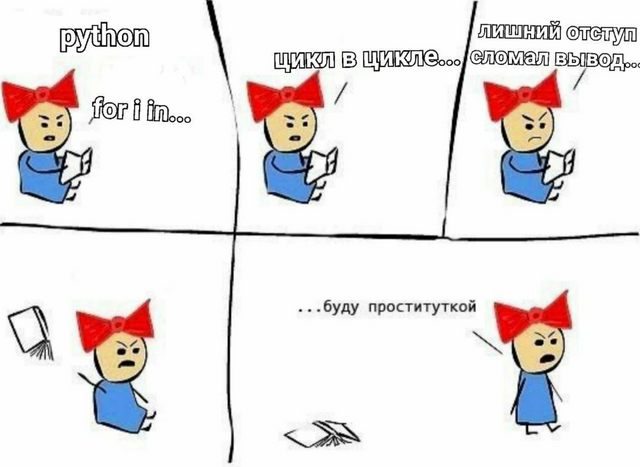 python
for i in...
цикл в цикле...
лишний отступ
сломал вывод...
...буду проституткой